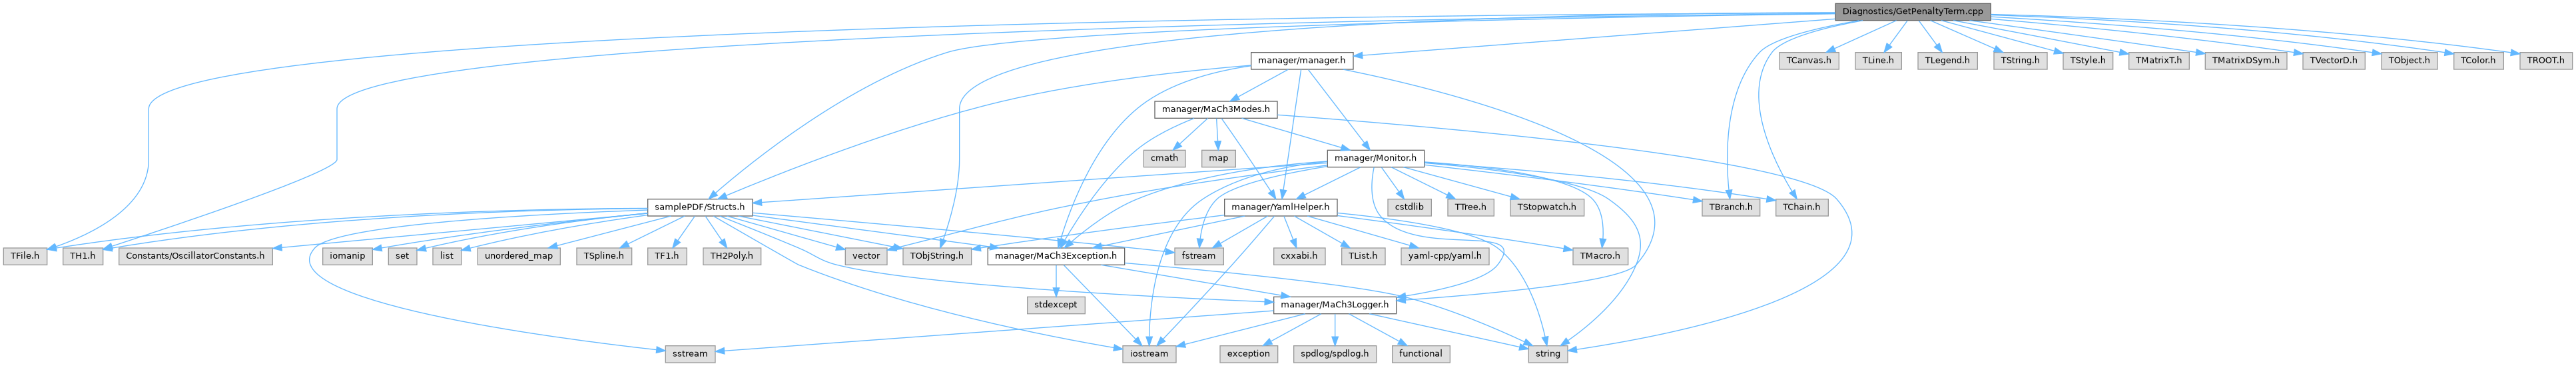 Diagnostics/GetPenaltyTerm.cpp
manager/manager.h
TCanvas.h
TLine.h
TLegend.h
TString.h
TStyle.h
TMatrixT.h
TMatrixDSym.h
TVectorD.h
TObject.h
TColor.h
TROOT.h
manager/MaCh3Modes.h
cmath
map
manager/Monitor.h
samplePDF/Structs.h
manager/YamlHelper.h
cstdlib
TTree.h
TStopwatch.h
TBranch.h
TChain.h
TFile.h
TH1.h
Constants/OscillatorConstants.h
iomanip
set
list
unordered_map
TSpline.h
TF1.h
TH2Poly.h
vector
TObjString.h
manager/MaCh3Exception.h
fstream
cxxabi.h
TList.h
yaml-cpp/yaml.h
TMacro.h
stdexcept
manager/MaCh3Logger.h
sstream
iostream
exception
spdlog/spdlog.h
functional
string